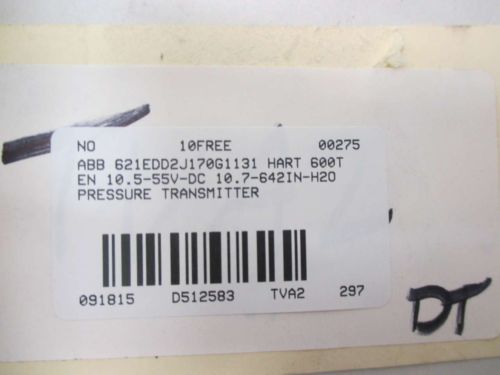 NO 10FREE 00275
ABB 621EDD2J170G1131 HART 600T
EN 10.5-55V-DC 10.7-642IN-H2O
PRESSURE TRANSMITTER
091815 D512583 TVA2 297
DT